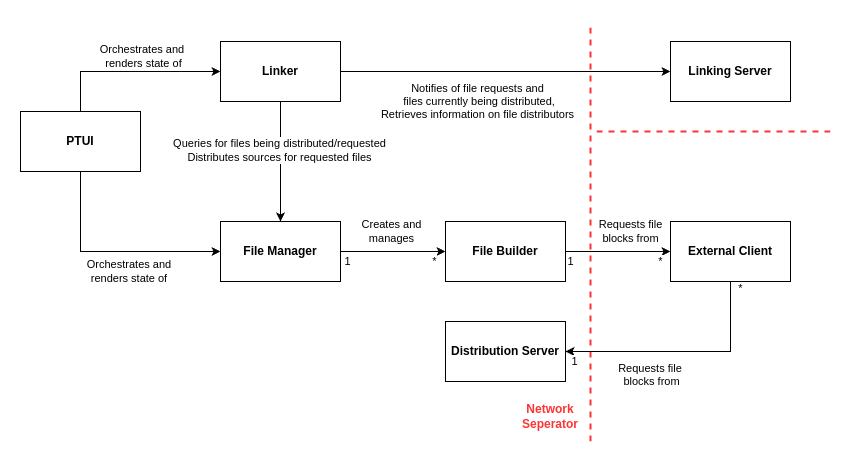 Orchestrates and
renders state of
Linker
Linking Server
Notifies of file requests and
files currently being distributed,
Retrieves information on file distributors
PTUI
Queries for files being distributed/requested
Distributes sources for requested files
Creates and
manages
Requests file
blocks from
File Manager
File Builder
External Client
1
*
1
*
Orchestrates and
renders state of
*
Distribution Server
1
Requests file
blocks from
Network
Seperator